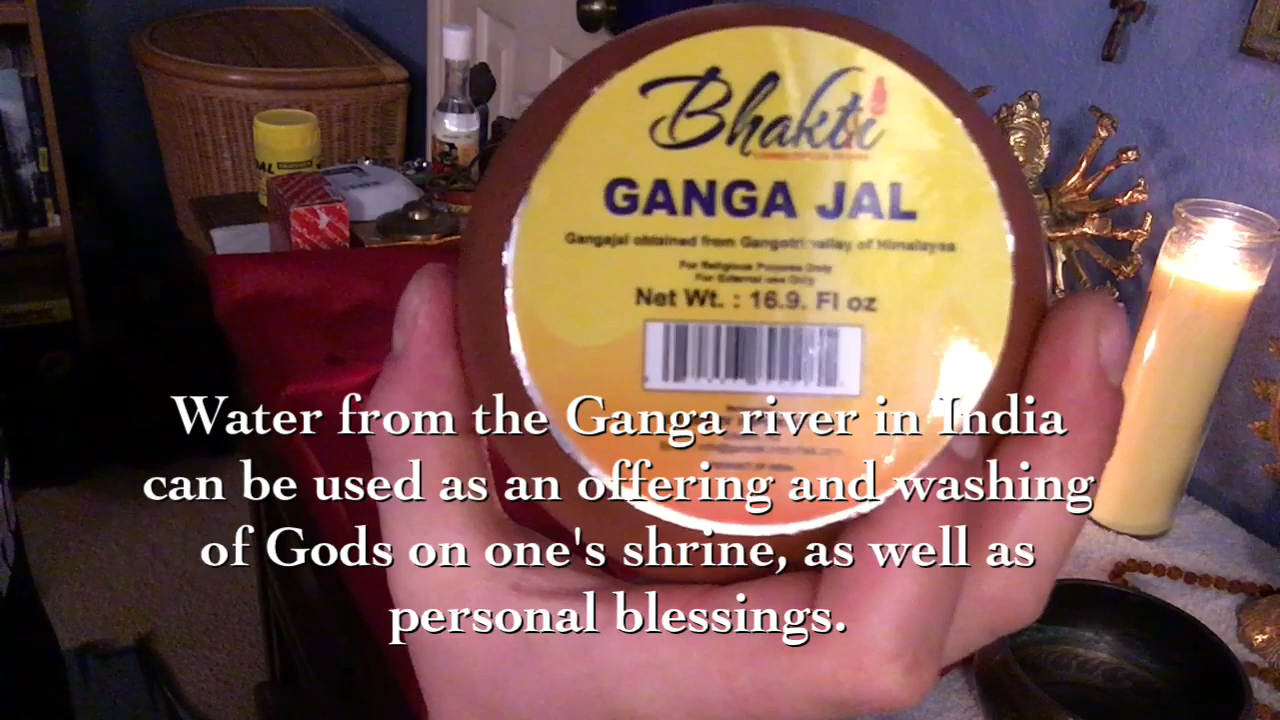 Bhakti
GANGA JAL
Gangajal obtained from Gangotri valley of Himalayas
For Religious Purpose Only
For External use Only
Net Wt. : 16.9. Fl oz
Water from the Ganga river in India
can be used as an offering and washing
of Gods on one's shrine, as well as
personal blessings.
AL